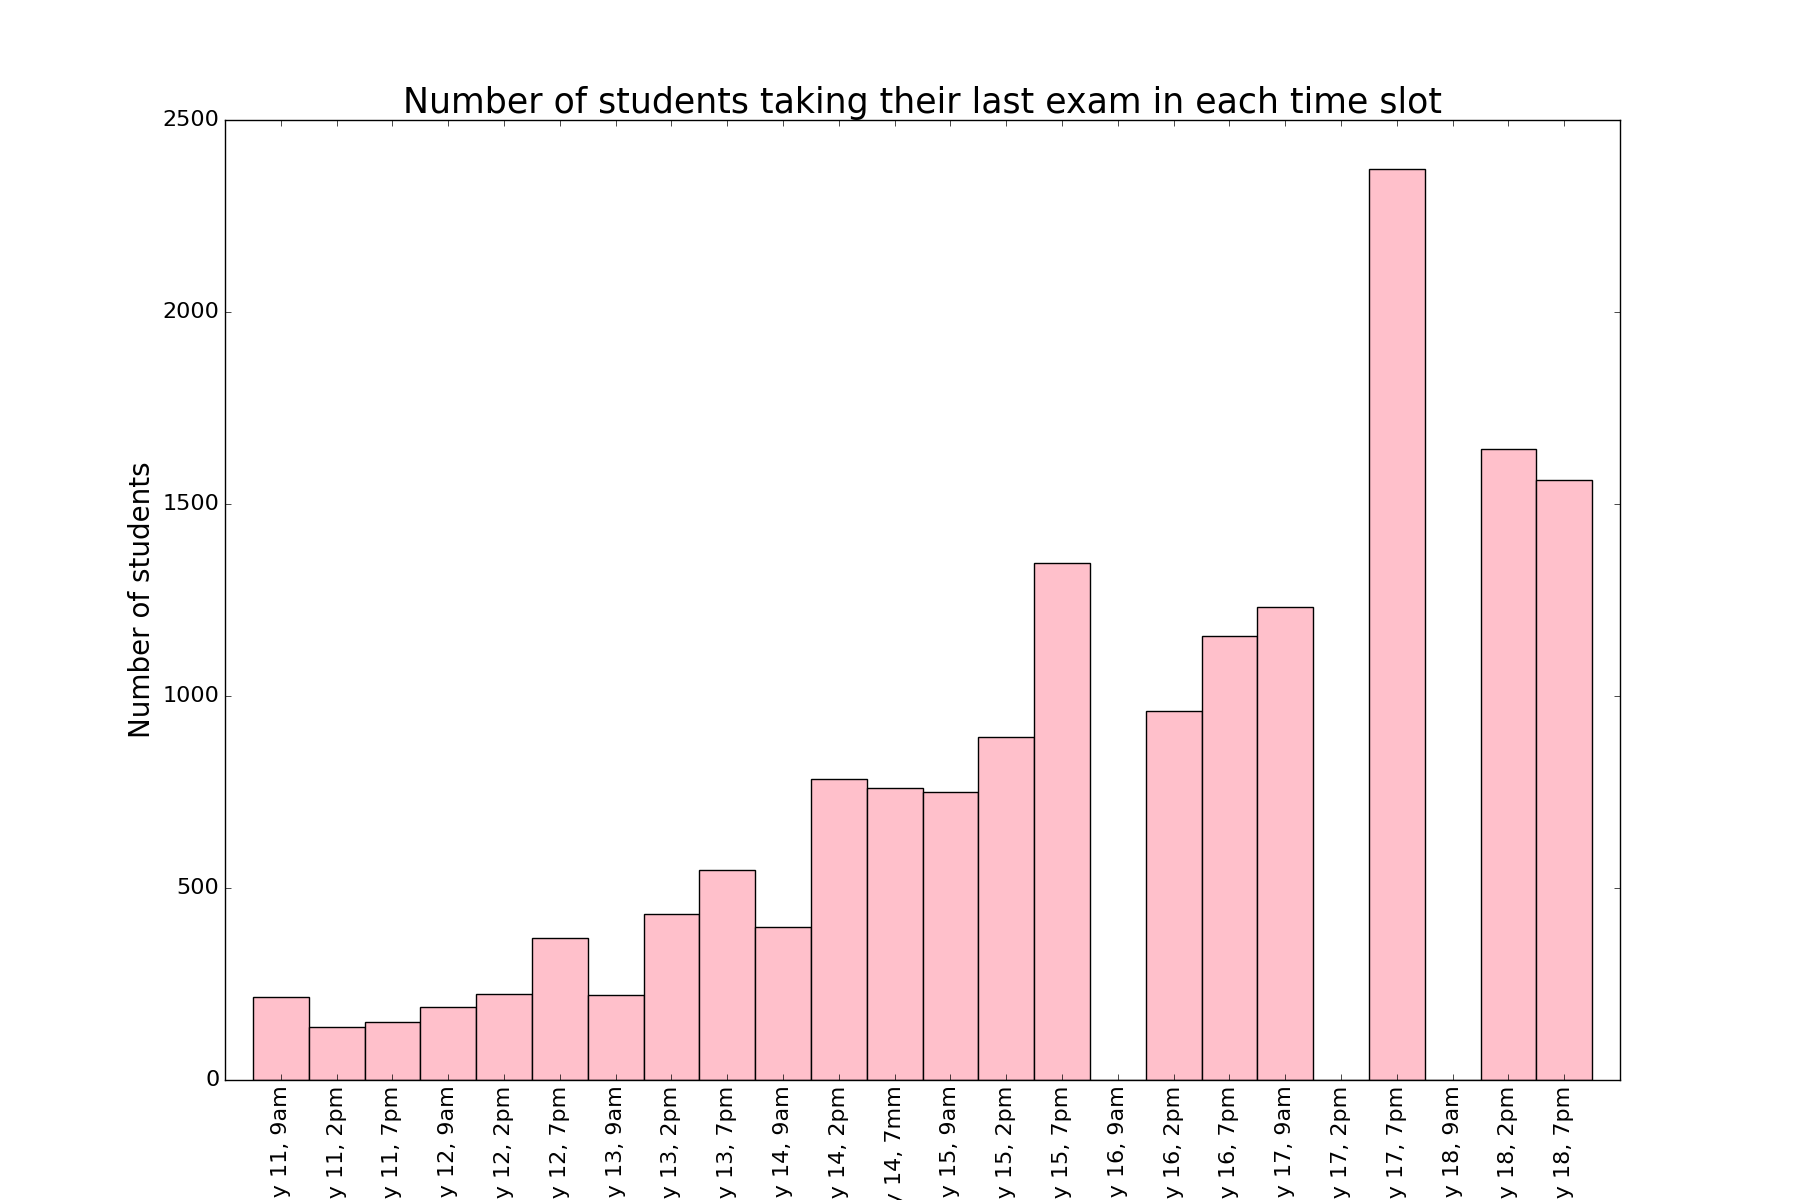 Number of students taking their last exam in each time slot
Number of students
2500
2000
1500
1000
500
0
y 11, 9am
y 11, 2pm
y 11, 7pm
y 12, 9am
y 12, 2pm
y 12, 7pm
y 13, 9am
y 13, 2pm
y 13, 7pm
y 14, 9am
y 14, 2pm
y 14, 7mm
y 15, 9am
y 15, 2pm
y 15, 7pm
y 16, 9am
y 16, 2pm
y 16, 7pm
y 17, 9am
y 17, 2pm
y 17, 7pm
y 18, 9am
y 18, 2pm
y 18, 7pm